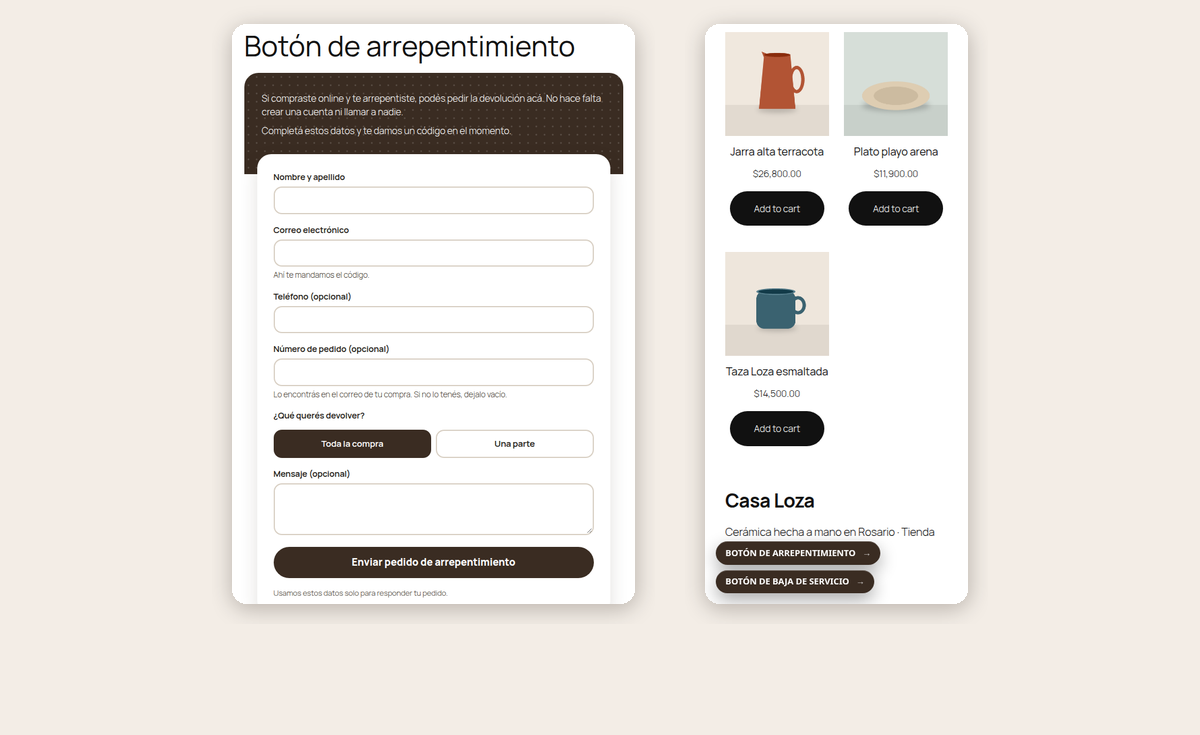 Botón de arrepentimiento
Si compraste online y te arrepentiste, podés pedir la devolución acá. No hace falta
crear una cuenta ni llamar a nadie.
Completá estos datos y te damos un código en el momento.
Nombre y apellido
Correo electrónico
Ahí te mandamos el código.
Teléfono (opcional)
Número de pedido (opcional)
Lo encontrás en el correo de tu compra. Si no lo tenés, dejalo vacío.
¿Qué querés devolver?
Toda la compra
Una parte
Mensaje (opcional)
Enviar pedido de arrepentimiento
Usamos estos datos solo para responder tu pedido.
Jarra alta terracota
$26,800.00
Add to cart
Plato playo arena
$11,900.00
Add to cart
Taza Loza esmaltada
$14,500.00
Add to cart
Casa Loza
Cerámica hecha a mano en Rosario · Tienda
BOTÓN DE ARREPENTIMIENTO →
BOTÓN DE BAJA DE SERVICIO →